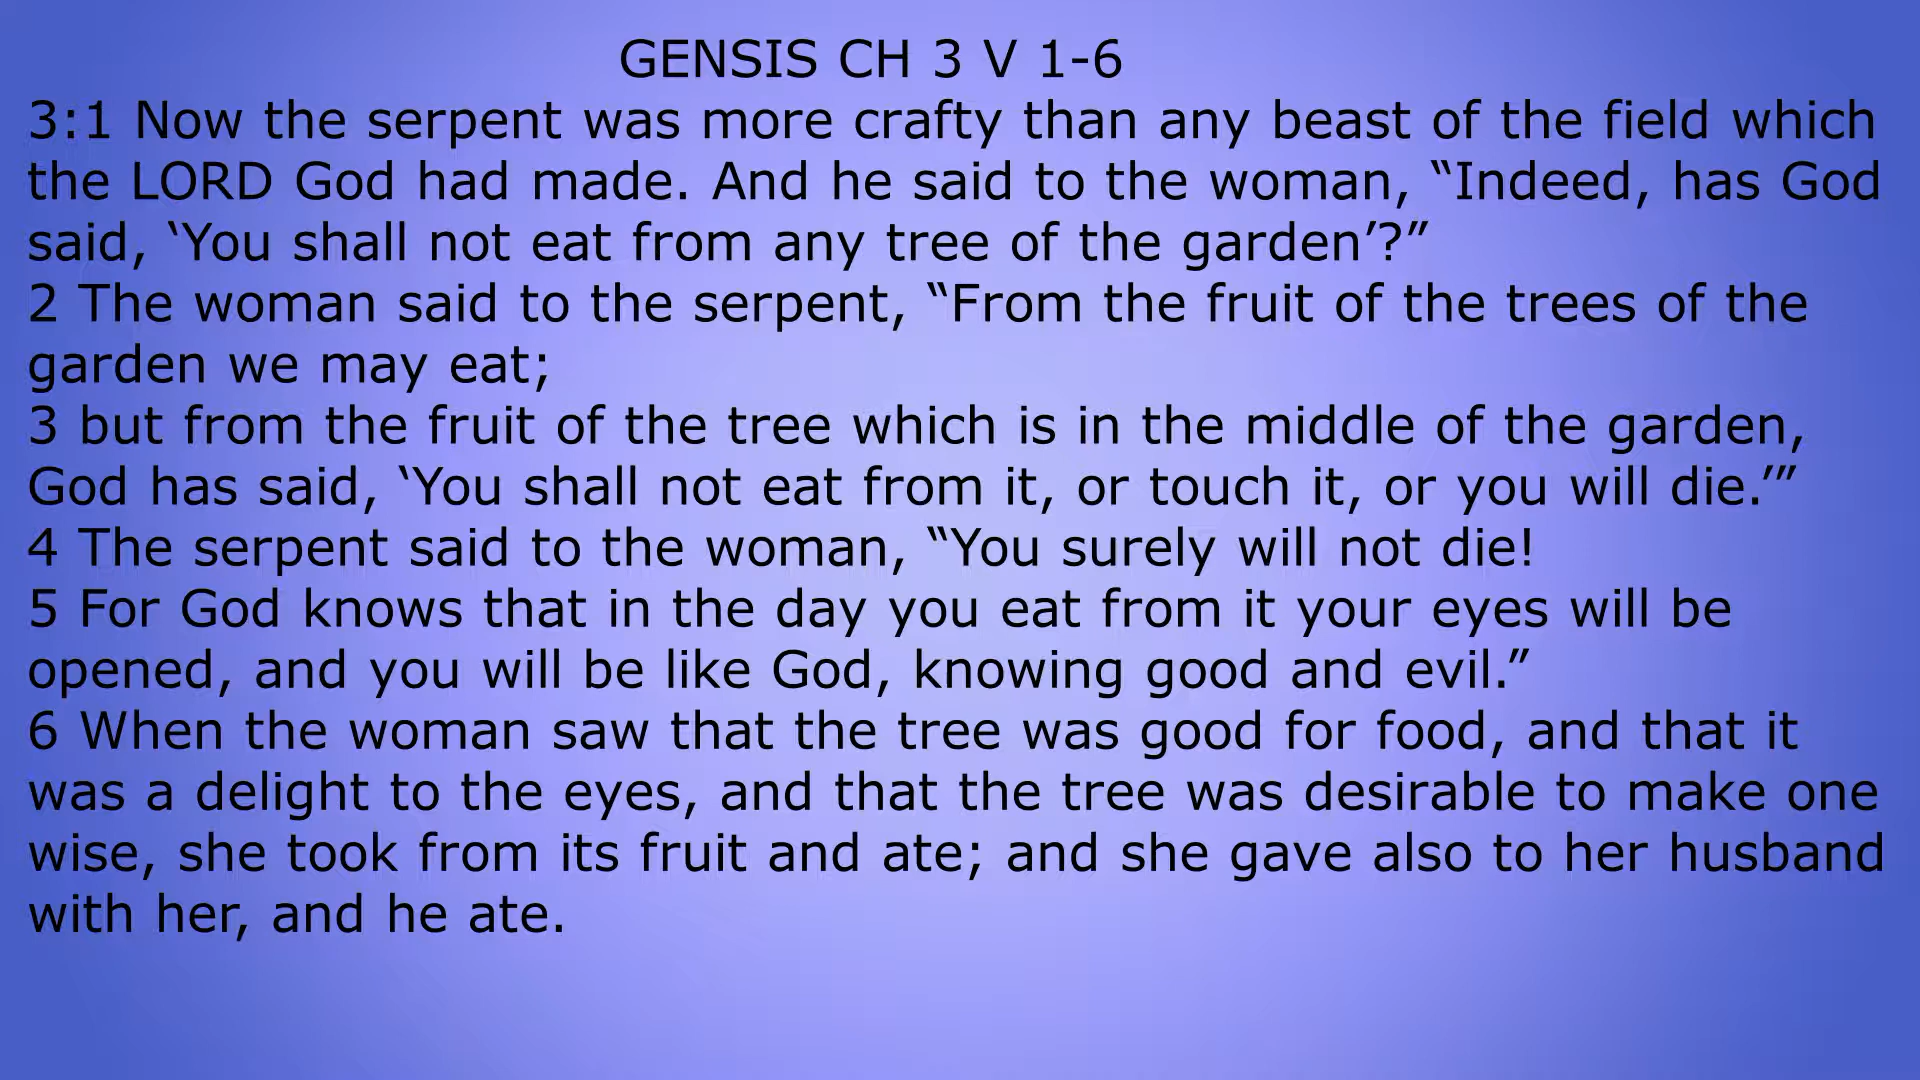 GENSIS CH 3 V 1-6
3:1 Now the serpent was more crafty than any beast of the field which
the LORD God had made. And he said to the woman, “Indeed, has God
said, ‘You shall not eat from any tree of the garden’?”
2 The woman said to the serpent, “From the fruit of the trees of the
garden we may eat;
3 but from the fruit of the tree which is in the middle of the garden,
God has said, ‘You shall not eat from it, or touch it, or you will die.’”
4 The serpent said to the woman, “You surely will not die!
5 For God knows that in the day you eat from it your eyes will be
opened, and you will be like God, knowing good and evil.”
6 When the woman saw that the tree was good for food, and that it
was a delight to the eyes, and that the tree was desirable to make one
wise, she took from its fruit and ate; and she gave also to her husband
with her, and he ate.